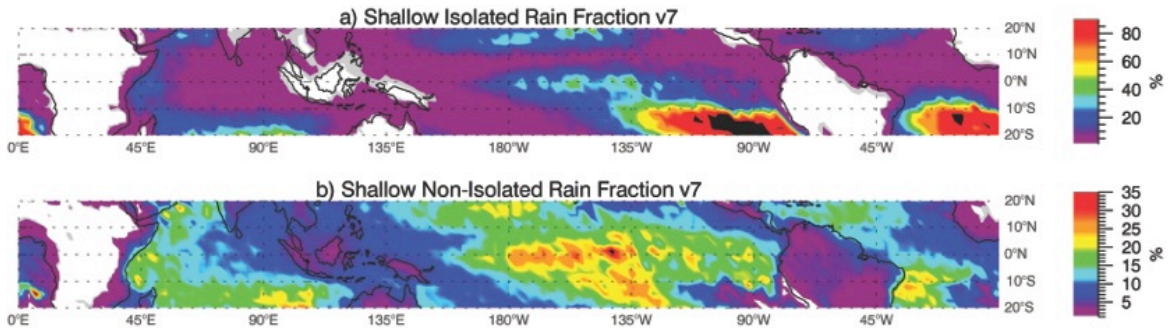 a) Shallow Isolated Rain Fraction v7
20°N
10°N
0°N
10°S
20°S
0°E 45°E 90°E 135°E 180°W 135°W 90°W 45°W
80
60
40
20
%
b) Shallow Non-Isolated Rain Fraction v7
20°N
10°N
0°N
10°S
20°S
0°E 45°E 90°E 135°E 180°W 135°W 90°W 45°W
35
30
25
20
15
10
5
%